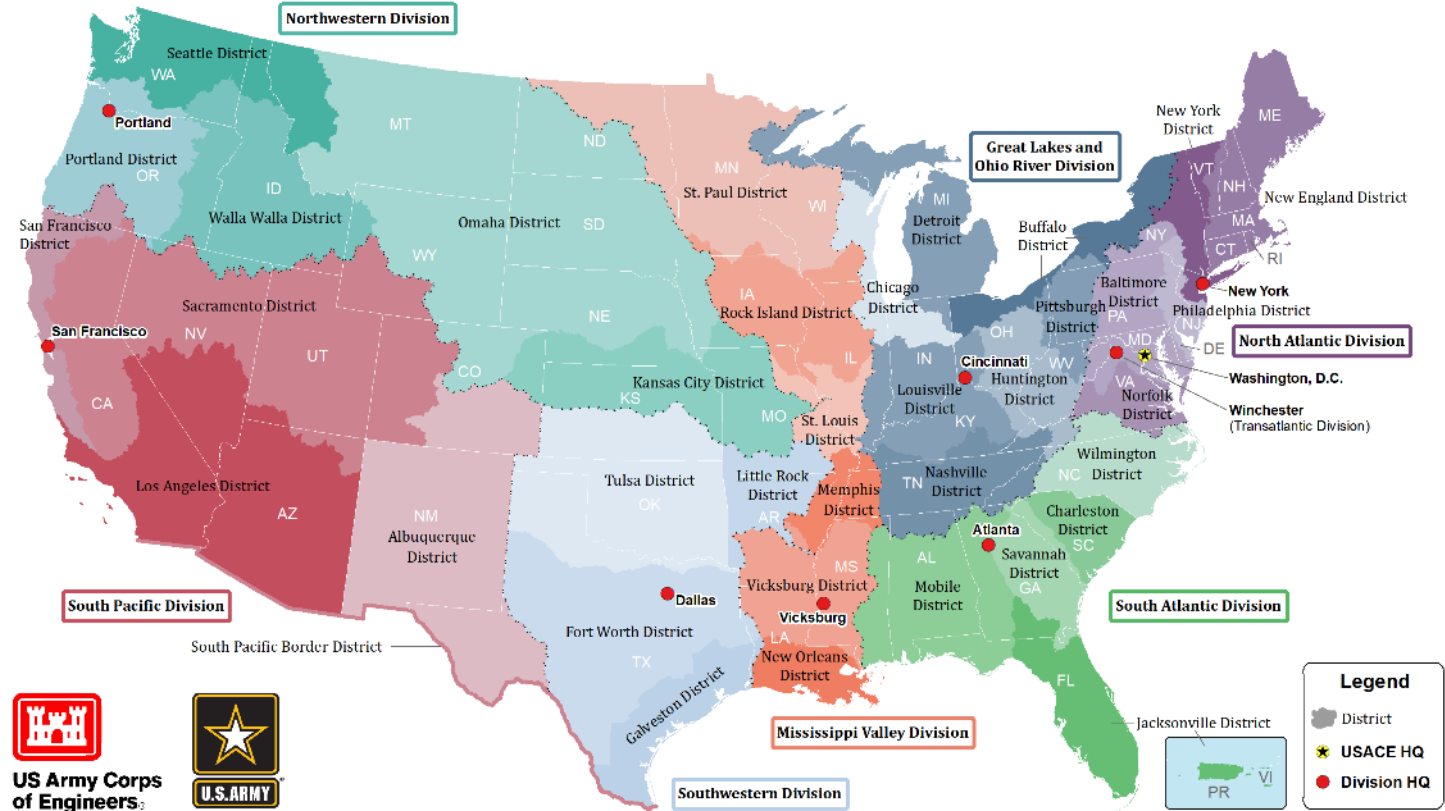 Northwestern Division
Seattle District
WA
Portland
Portland District
OR
MT
ND
ID
Walla Walla District
San Francisco
District
Omaha District
SD
WY
MN
St. Paul District
WI
Great Lakes and
Ohio River Division
MI
Detroit
District
New York
District
ME
VT
NH
New England District
MA
CT
RI
NY
Buffalo
District
Sacramento District
San Francisco
NV
UT
CA
NE
CO
Kansas City District
KS
MO
IA
Rock Island District
IL
Chicago
District
St. Louis
District
IN
OH
Cincinnati
Louisville
District
Huntington
District
WV
KY
Pittsburgh
District
Baltimore
District
PA
New York
Philadelphia District
NJ
DE
MD
North Atlantic Division
Washington, D.C.
Winchester
(Transatlantic Division)
VA
Norfolk
District
Los Angeles District
AZ
NM
Albuquerque
District
Tulsa District
OK
Little Rock
District
AR
Memphis
District
TN
Nashville
District
Wilmington
District
NC
Charleston
District
SC
Atlanta
Savannah
District
GA
AL
Mobile
District
MS
Vicksburg District
Vicksburg
LA
New Orleans
District
Dallas
Fort Worth District
TX
Galveston District
South Pacific Division
South Pacific Border District
South Atlantic Division
FL
Jacksonville District
PR
VI
Mississippi Valley Division
Southwestern Division
US Army Corps
of Engineers
U.S.ARMY
Legend
District
USACE HQ
Division HQ